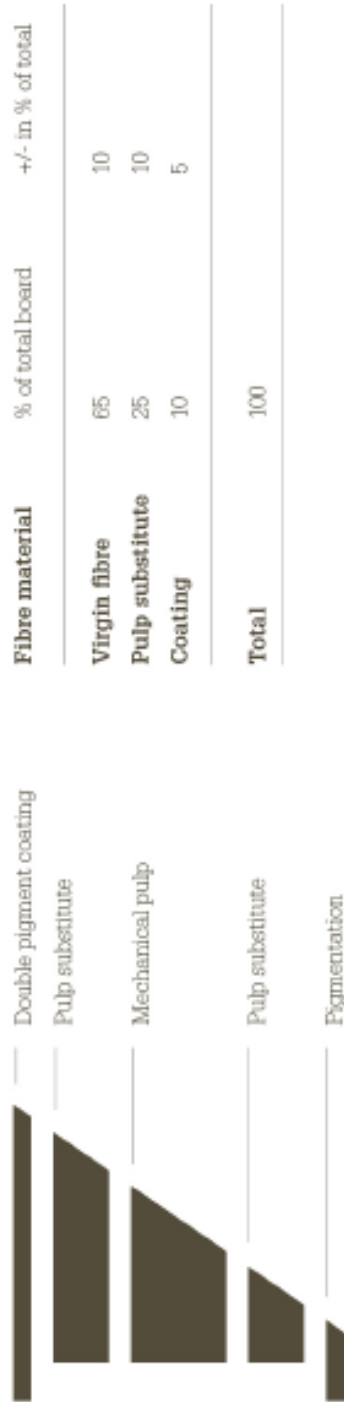 Double pigment coating
Pulp substitute
Mechanical pulp
Pulp substitute
Pigmentation
Fibre material % of total board +/- in % of total
Virgin fibre 65 10
Pulp substitute 25 10
Coating 10 5
Total 100